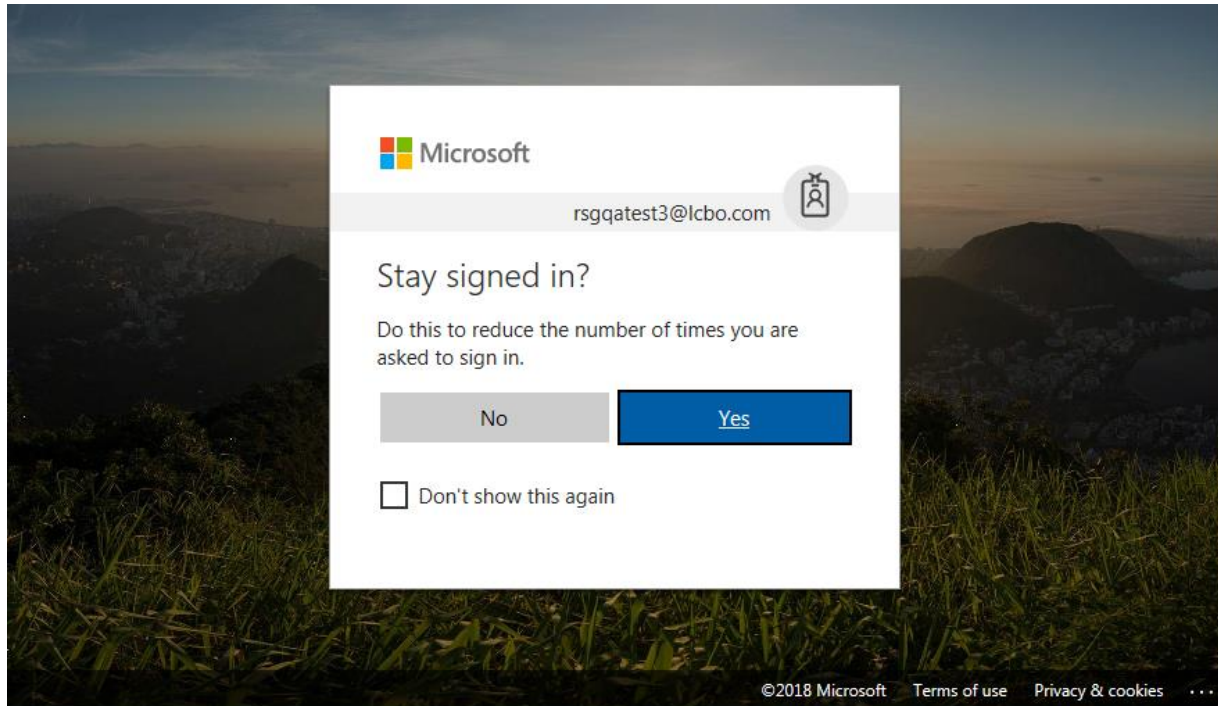 Microsoft
rsgqatest3@lcbo.com
Stay signed in?
Do this to reduce the number of times you are
asked to sign in.
No
Yes
Don't show this again
©2018 Microsoft Terms of use Privacy & cookies ...